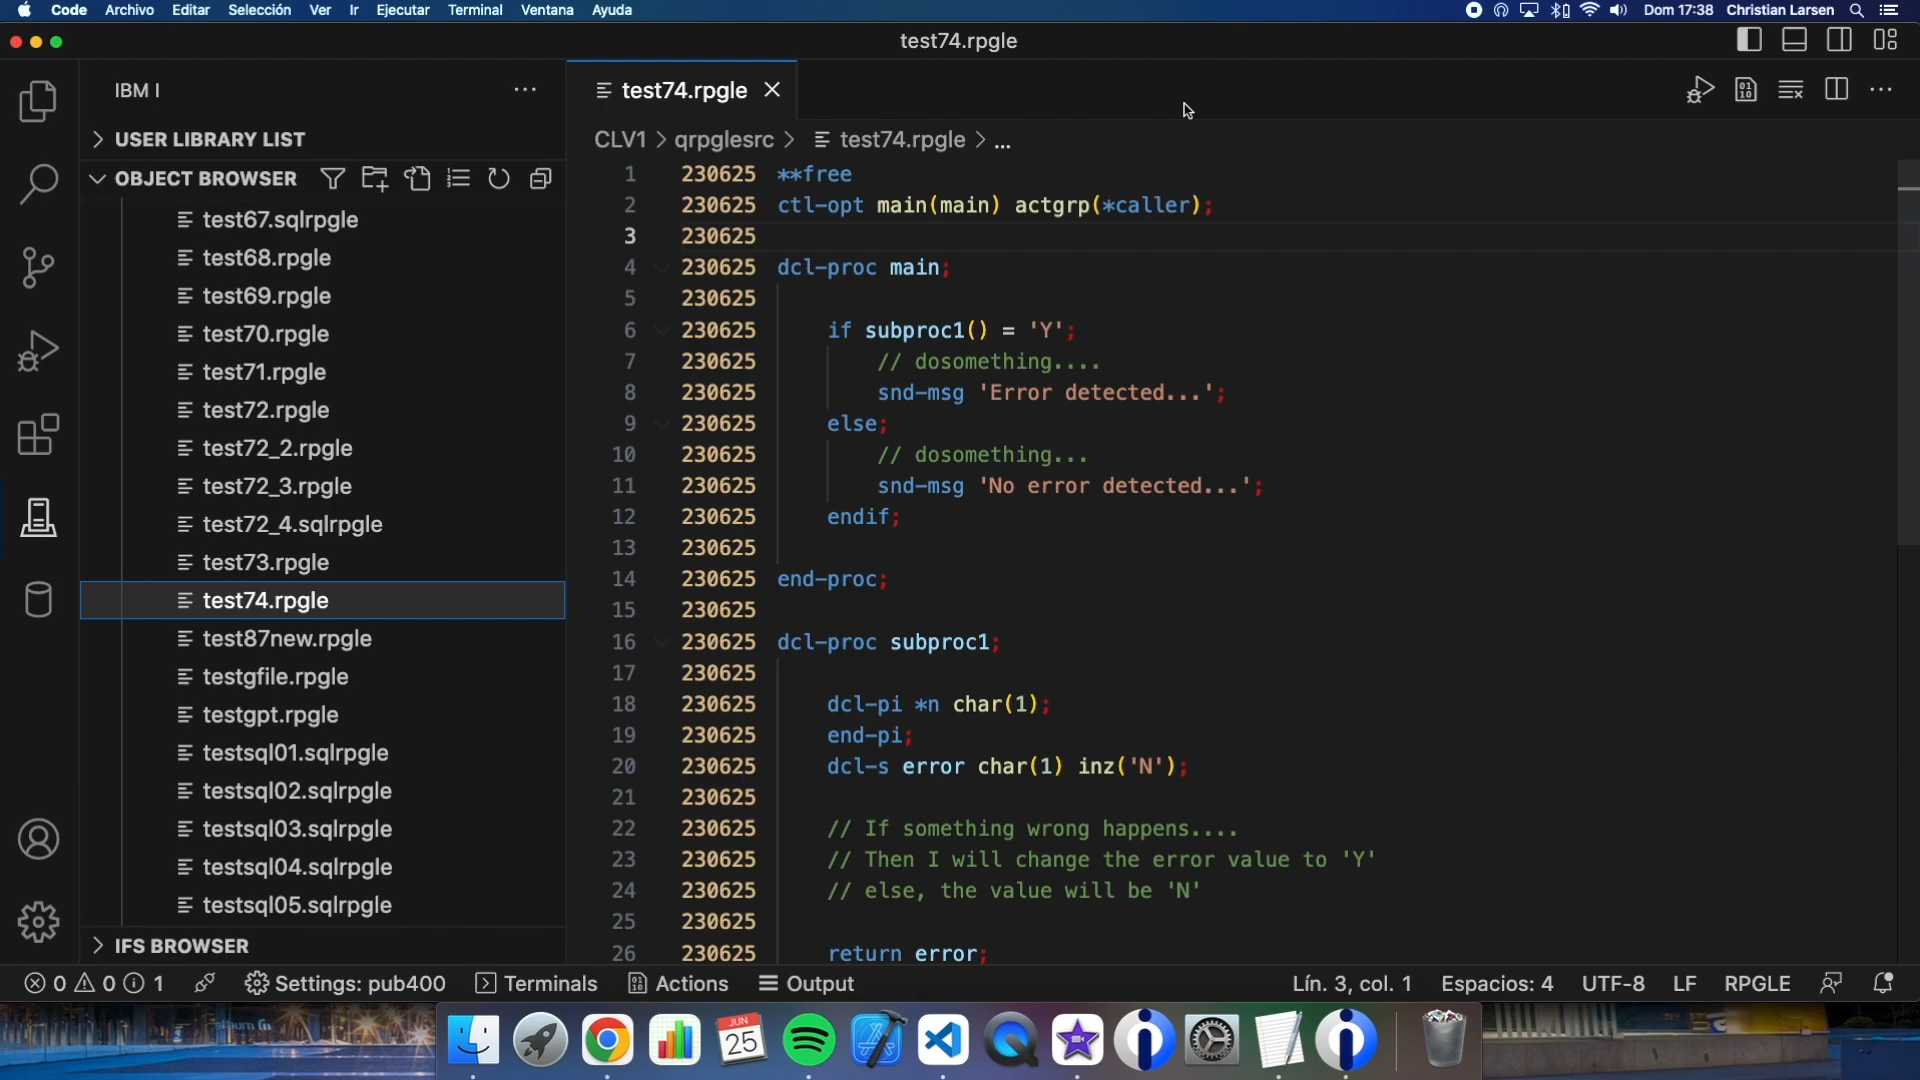 Code Archivo Editar Selección Ver Ir Ejecutar Terminal Ventana Ayuda Dom 17:38 Christian Larsen
test74.rpgle
IBM I
test74.rpgle
USER LIBRARY LIST
CLV1 > qrpglesrc > test74.rpgle > ...
OBJECT BROWSER
test67.sqlrpgle
test68.rpgle
test69.rpgle
test70.rpgle
test71.rpgle
test72.rpgle
test72_2.rpgle
test72_3.rpgle
test72_4.sqlrpgle
test73.rpgle
test74.rpgle
test87new.rpgle
testgfile.rpgle
testgpt.rpgle
testsql01.sqlrpgle
testsql02.sqlrpgle
testsql03.sqlrpgle
testsql04.sqlrpgle
testsql05.sqlrpgle
IFS BROWSER
1 230625 **free
2 230625 ctl-opt main(main) actgrp(*caller);
3 230625
4 230625 dcl-proc main;
5 230625
6 230625 if subproc1() = 'Y';
7 230625 // dosomething....
8 230625 snd-msg 'Error detected...';
9 230625 else;
10 230625 // dosomething...
11 230625 snd-msg 'No error detected...';
12 230625 endif;
13 230625
14 230625 end-proc;
15 230625
16 230625 dcl-proc subproc1;
17 230625
18 230625 dcl-pi *n char(1);
19 230625 end-pi;
20 230625 dcl-s error char(1) inz('N');
21 230625
22 230625 // If something wrong happens....
23 230625 // Then I will change the error value to 'Y'
24 230625 // else, the value will be 'N'
25 230625
26 230625 return error;
0 0 1 Settings: pub400 Terminals Actions Output Lín. 3, col. 1 Espacios: 4 UTF-8 LF RPGLE
JUN
25